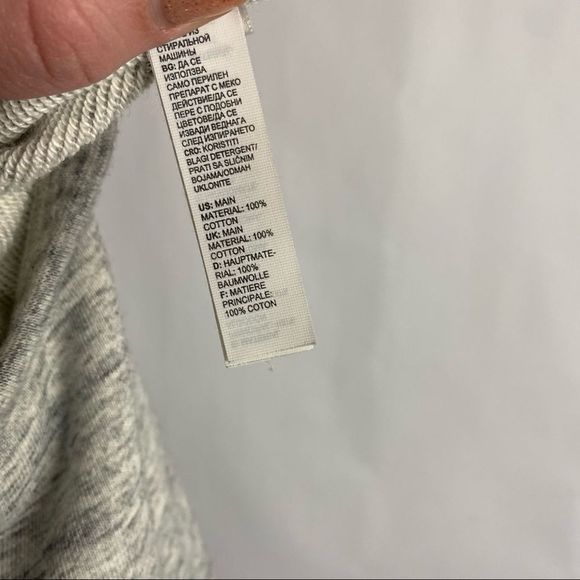 СТИРАЛЬНОЙ
МАШИНЫ
BG: ДА СЕ
ИЗПОЛЗВА
САМО ПЕРИЛЕН
ПРЕПАРАТ С МЕКО
ДЕЙСТВИЕ/ДА СЕ
ПЕРЕ С ПОДОБНИ
ЦВЕТОВЕ/ДА СЕ
ИЗВАДИ ВЕДНАГА
СЛЕД ИЗПИРАНЕТО
CRO: KORISTITI
BLAGI DETERGENT/
PRATI SA SLIČNIM
BOJAMA/ODMAH
UKLONITE
US: MAIN
MATERIAL: 100%
COTTON
UK: MAIN
MATERIAL: 100%
COTTON
D: HAUPTMATE-
RIAL: 100%
BAUMWOLLE
F: MATIERE
PRINCIPALE:
100% COTON